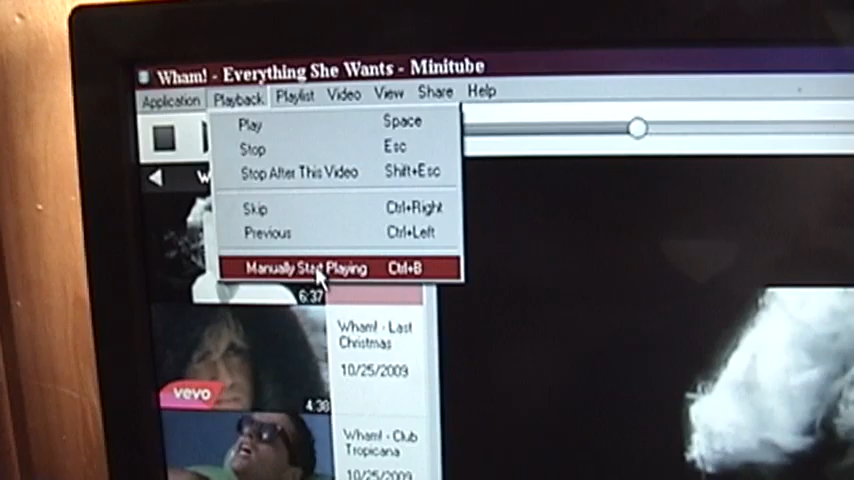 Wham! - Everything She Wants - Minitube
Application Playback Playlist Video View Share Help
Play Space
Stop Esc
Stop After This Video Shift+Esc
Skip Ctrl+Right
Previous Ctrl+Left
Manually Start Playing Ctrl+B
W
6:37
Wham! - Last
Christmas
10/25/2009
vevo
4:38
Wham! - Club
Tropicana
10/25/2009